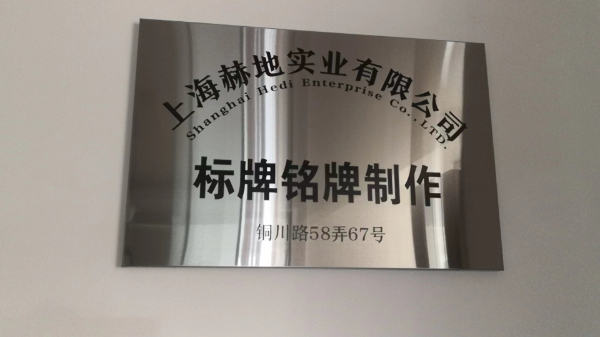 上海赫地实业有限公司
Shanghai Hedi Enterprise Co.,LTD.
标牌铭牌制作
铜川路58弄67号